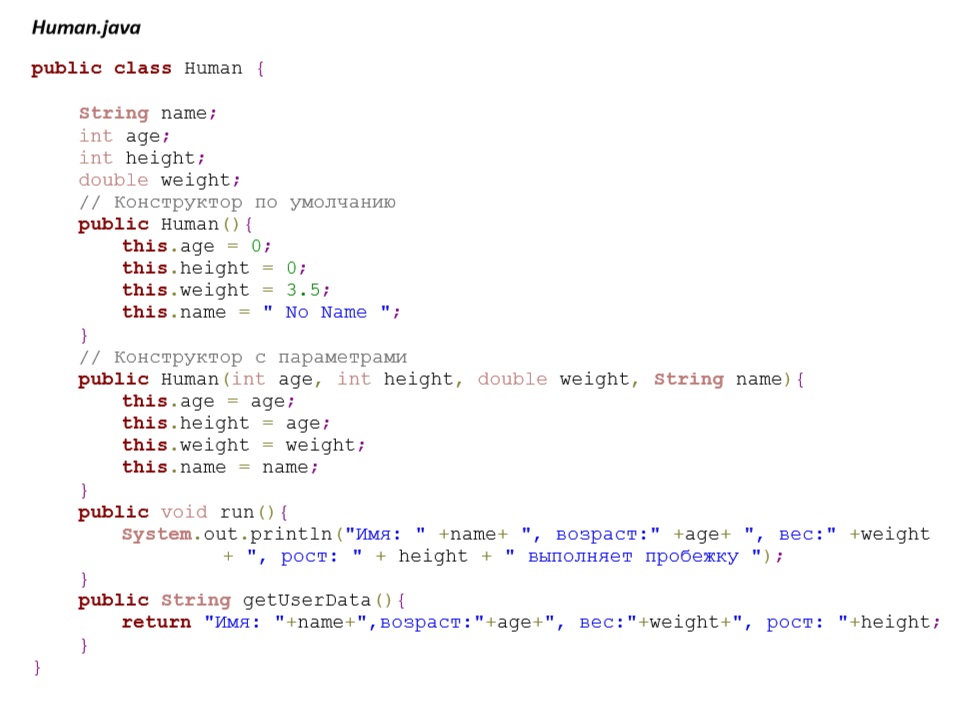 Human.java
public class Human {
String name;
int age;
int height;
double weight;
// Конструктор по умолчанию
public Human(){
this.age = 0;
this.height = 0;
this.weight = 3.5;
this.name = " No Name ";
}
// Конструктор с параметрами
public Human(int age, int height, double weight, String name){
this.age = age;
this.height = age;
this.weight = weight;
this.name = name;
}
public void run(){
System.out.println("Имя: " +name+ ", возраст:" +age+ ", вес:" +weight
+ ", рост: " + height + " выполняет пробежку ");
}
public String getUserData(){
return "Имя: "+name+",возраст:"+age+", вес:"+weight+", рост: "+height;
}
}